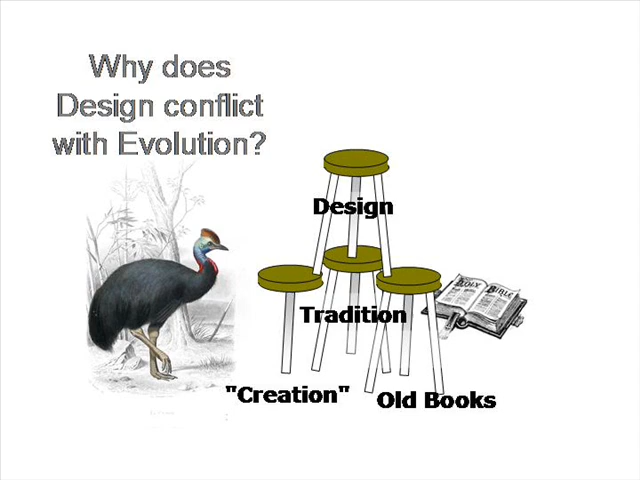 Why does
Design conflict
with Evolution?
Design
HOLY BIBLE
Tradition
"Creation"
Old Books